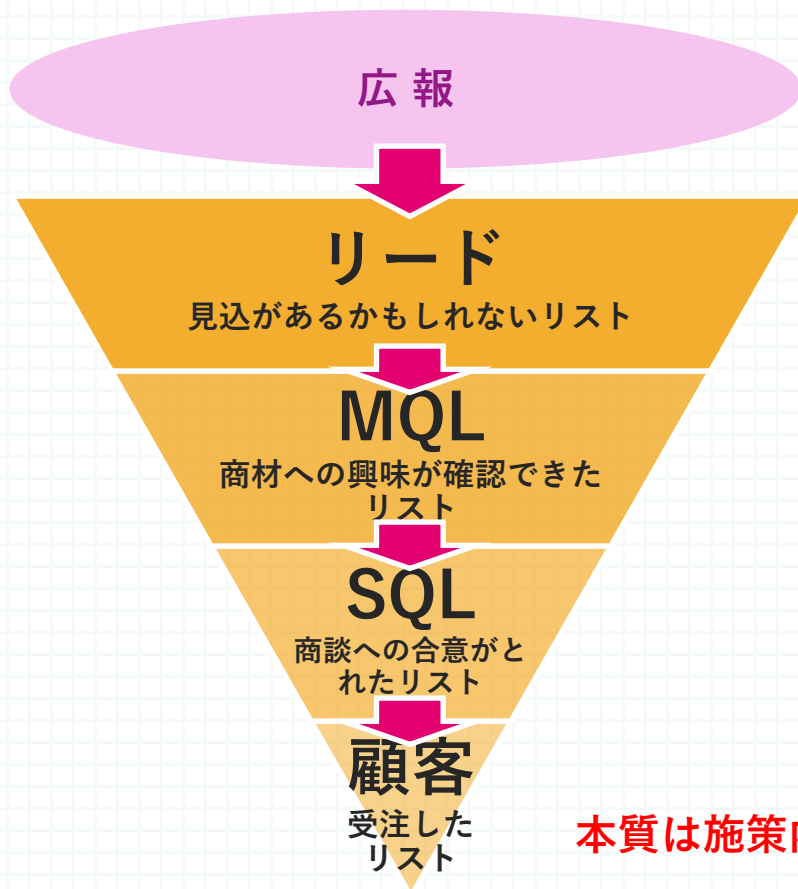 広 報
リード
見込があるかもしれないリスト
MQL
商材への興味が確認できた
リスト
SQL
商談への合意がと
れたリスト
顧客
受注した
リスト
本質は施策